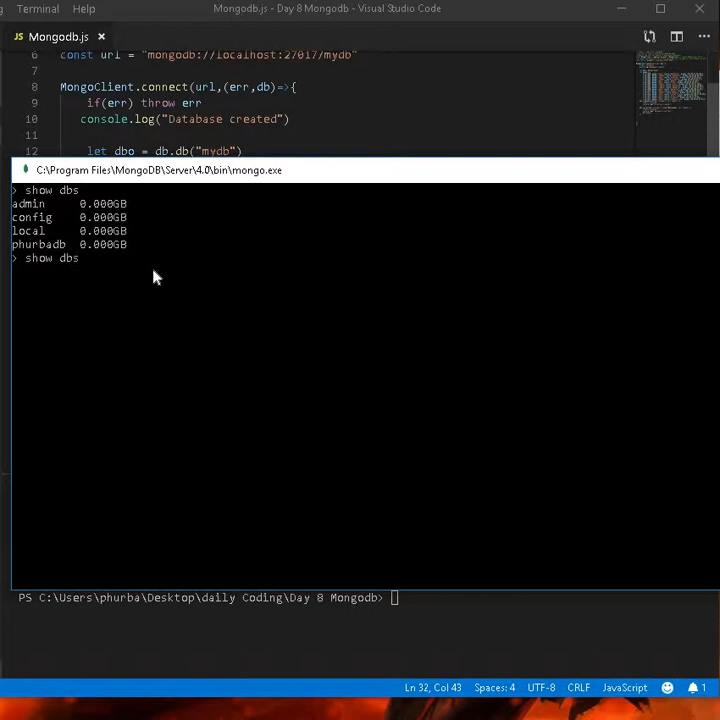 Terminal Help Mongodb.js - Day 8 Mongodb - Visual Studio Code
JS Mongodb.js ×
6 const url = "mongodb://localhost:27017/mydb"
7
8 MongoClient.connect(url,(err,db)=>{
9 if(err) throw err
10 console.log("Database created")
11
12 let dbo = db.db("mydb")
C:\Program Files\MongoDB\Server\4.0\bin\mongo.exe
> show dbs
admin 0.000GB
config 0.000GB
local 0.000GB
phurbadb 0.000GB
> show dbs
PS C:\Users\phurba\Desktop\daily Coding\Day 8 Mongodb>
Ln 32, Col 43 Spaces: 4 UTF-8 CRLF JavaScript 1